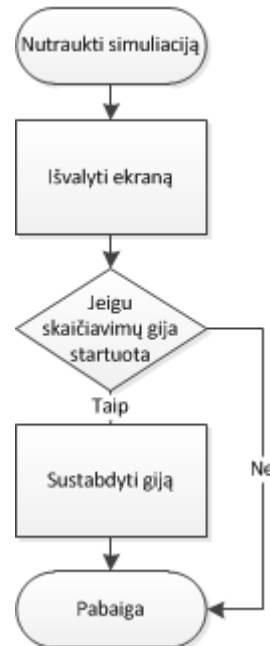 Nutraukti simuliaciją
Išvalyti ekraną
Jeigu
skaičiavimų gija
startuota
Taip
Ne
Sustabdyti giją
Pabaiga